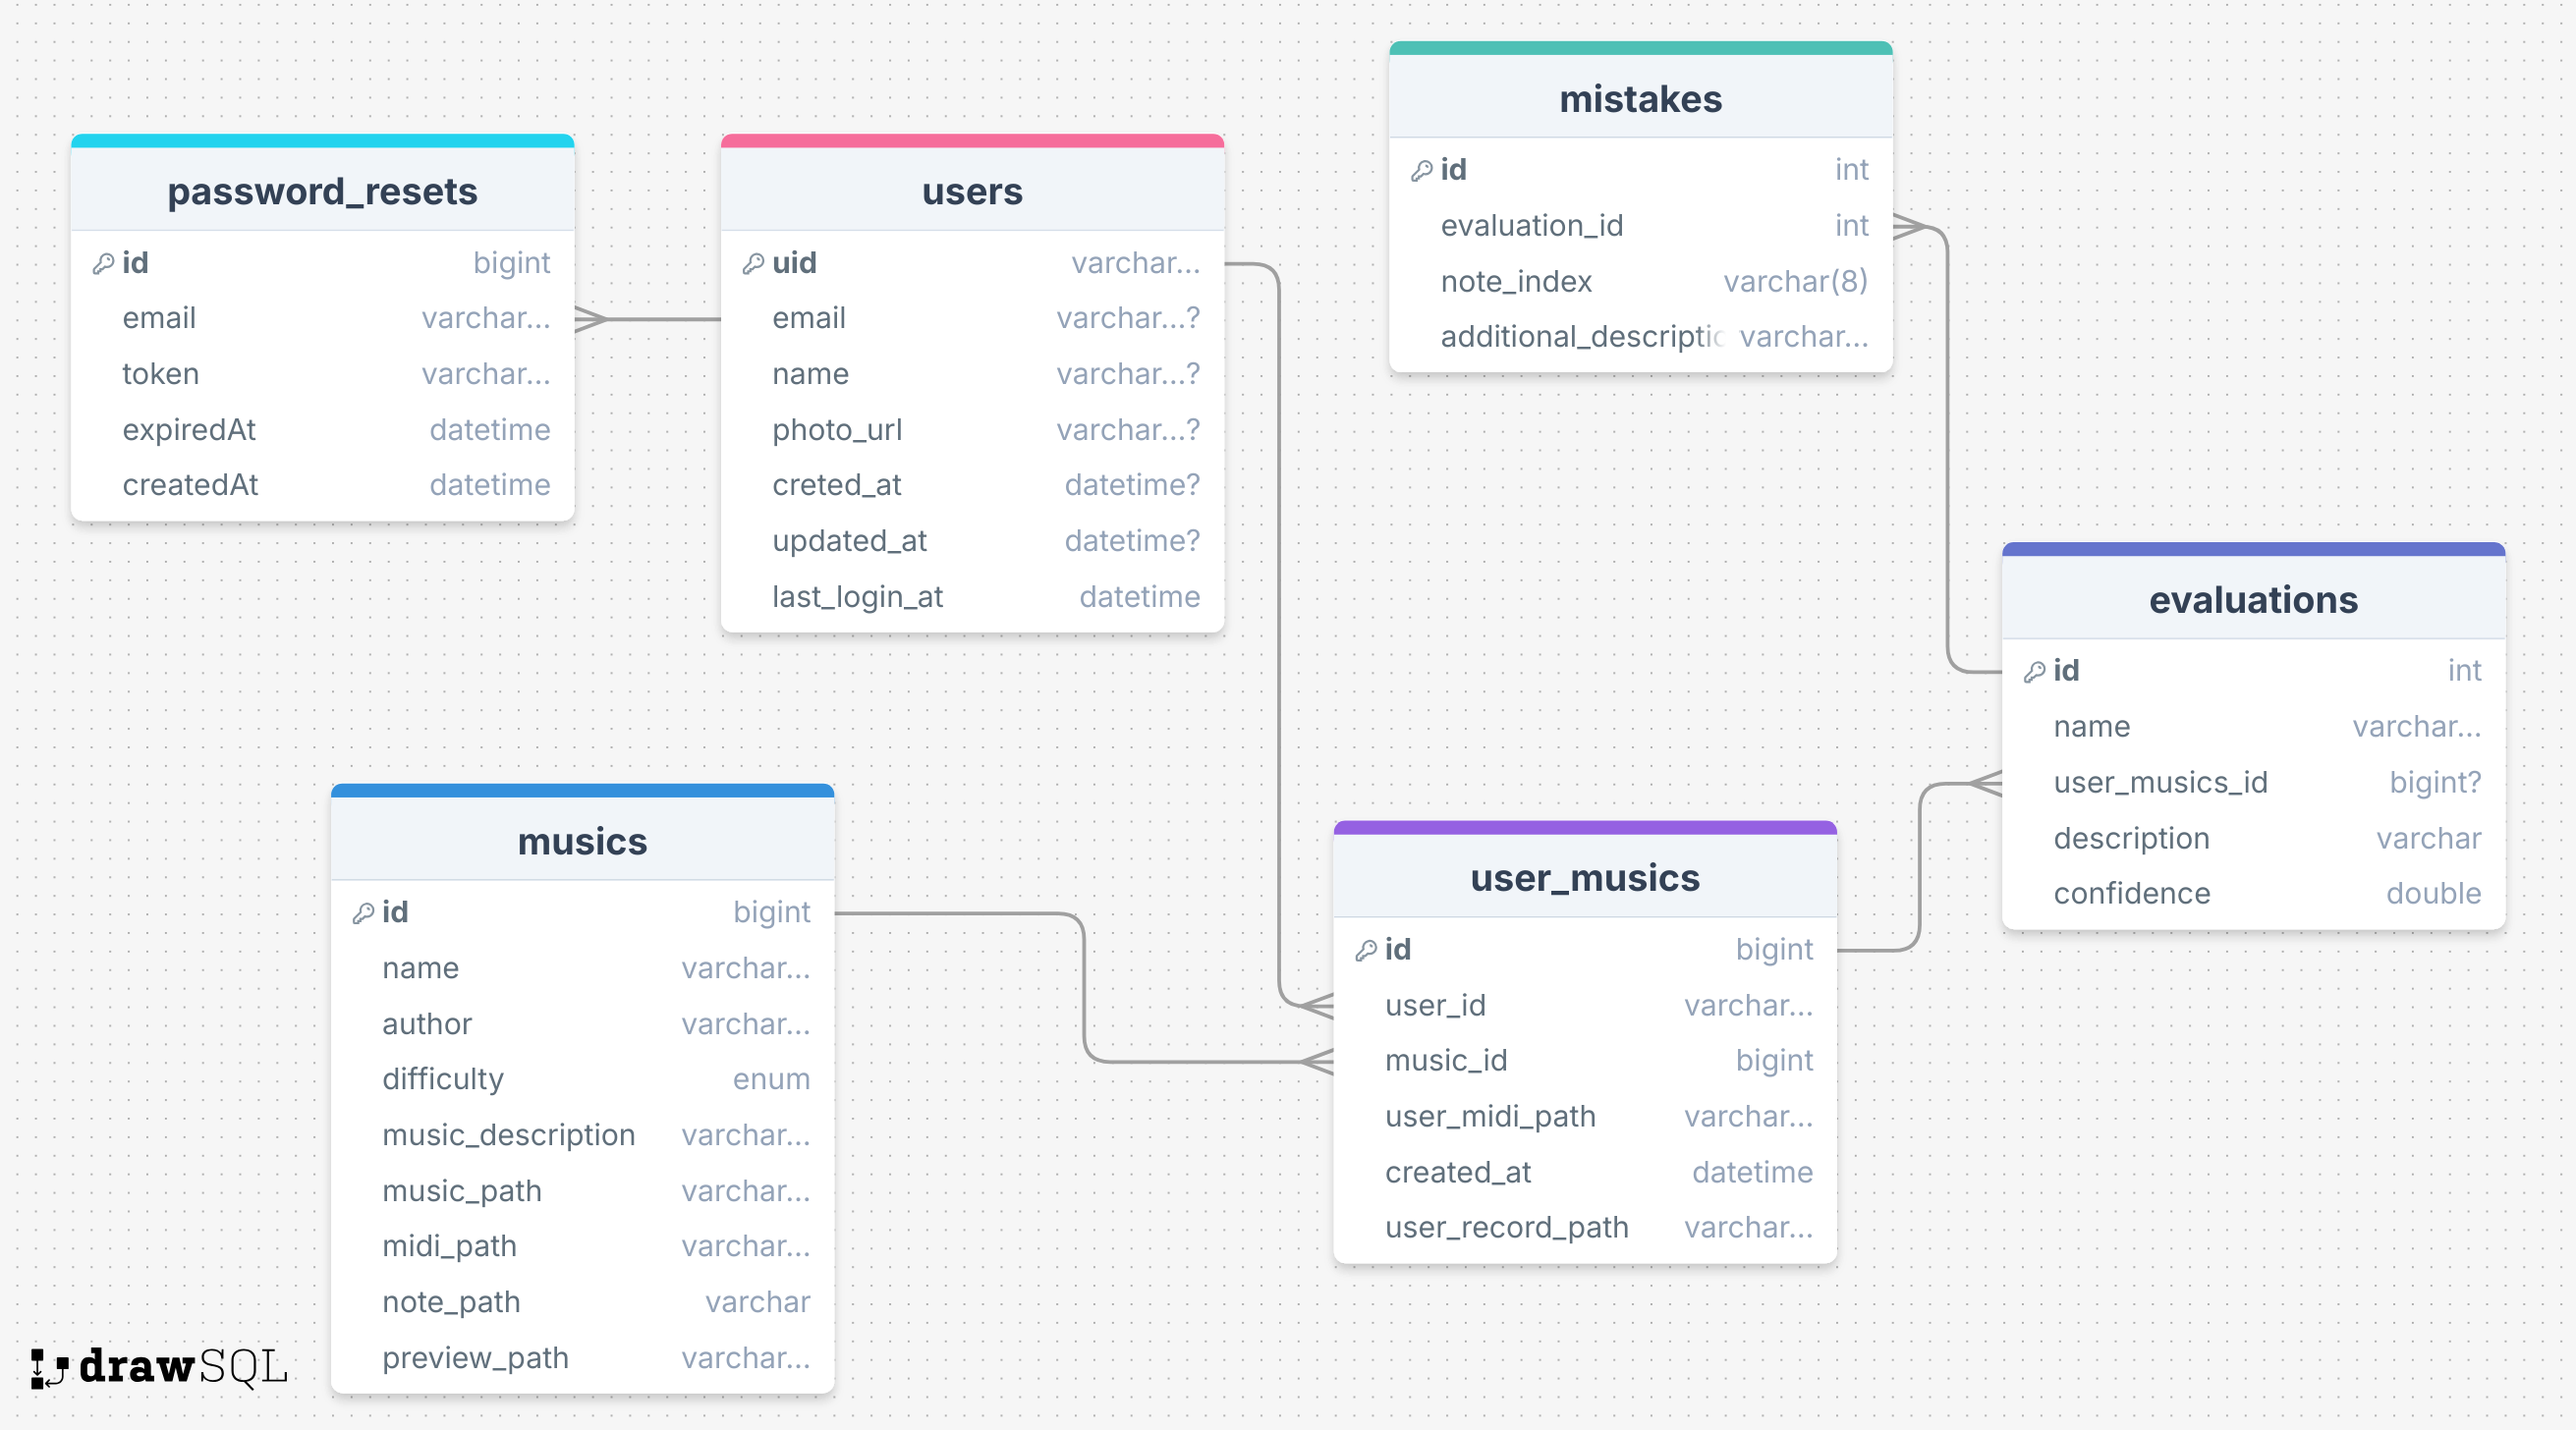 password_resets
id bigint
email varchar...
token varchar...
expiredAt datetime
createdAt datetime
users
uid varchar...
email varchar...?
name varchar...?
photo_url varchar...?
creted_at datetime?
updated_at datetime?
last_login_at datetime
mistakes
id int
evaluation_id int
note_index varchar(8)
additional_descriptic varchar...
evaluations
id int
name varchar...
user_musics_id bigint?
description varchar
confidence double
musics
id bigint
name varchar...
author varchar...
difficulty enum
music_description varchar...
music_path varchar...
midi_path varchar...
note_path varchar
preview_path varchar...
user_musics
id bigint
user_id varchar...
music_id bigint
user_midi_path varchar...
created_at datetime
user_record_path varchar...
drawSQL